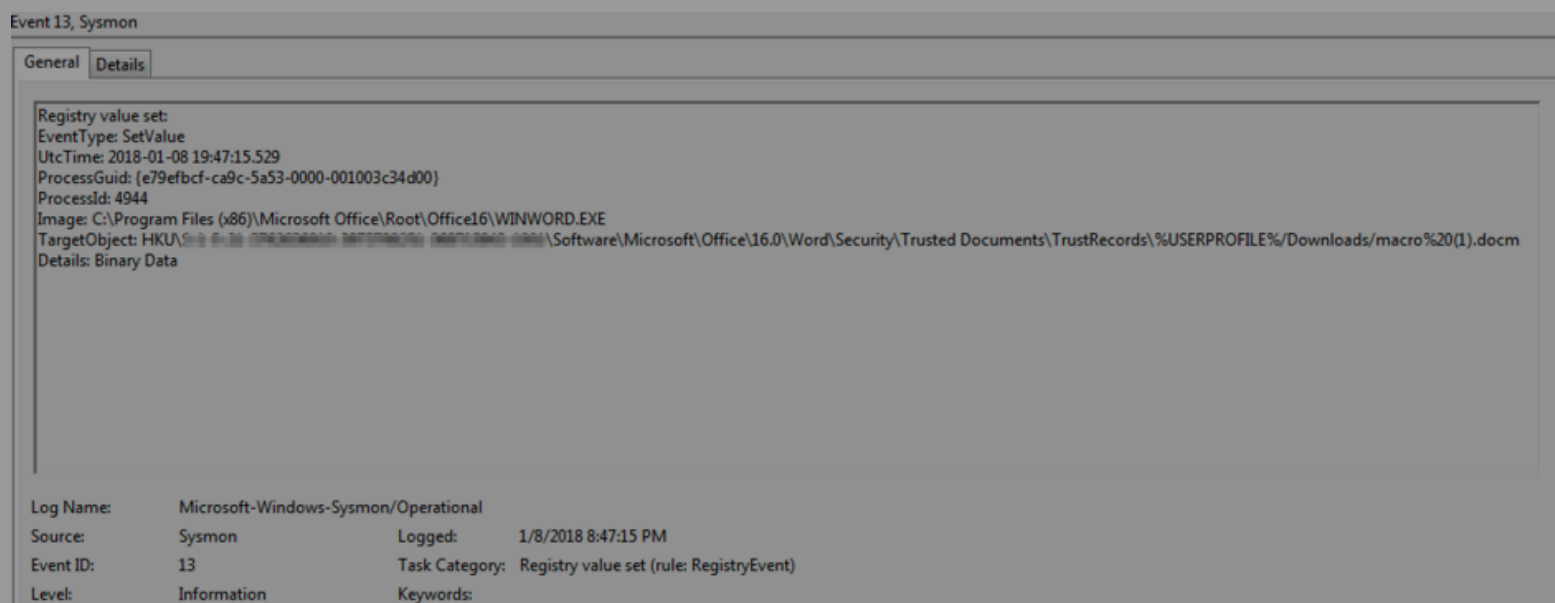 Event 13, Sysmon
General Details
Registry value set:
EventType: SetValue
UtcTime: 2018-01-08 19:47:15.529
ProcessGuid: {e79efbcf-ca9c-5a53-0000-001003c34d00}
ProcessId: 4944
Image: C:\Program Files (x86)\Microsoft Office\Root\Office16\WINWORD.EXE
TargetObject: HKU\ \Software\Microsoft\Office\16.0\Word\Security\Trusted Documents\TrustRecords\%USERPROFILE%/Downloads/macro%20(1).docm
Details: Binary Data
Log Name: Microsoft-Windows-Sysmon/Operational
Source: Sysmon Logged: 1/8/2018 8:47:15 PM
Event ID: 13 Task Category: Registry value set (rule: RegistryEvent)
Level: Information Keywords: